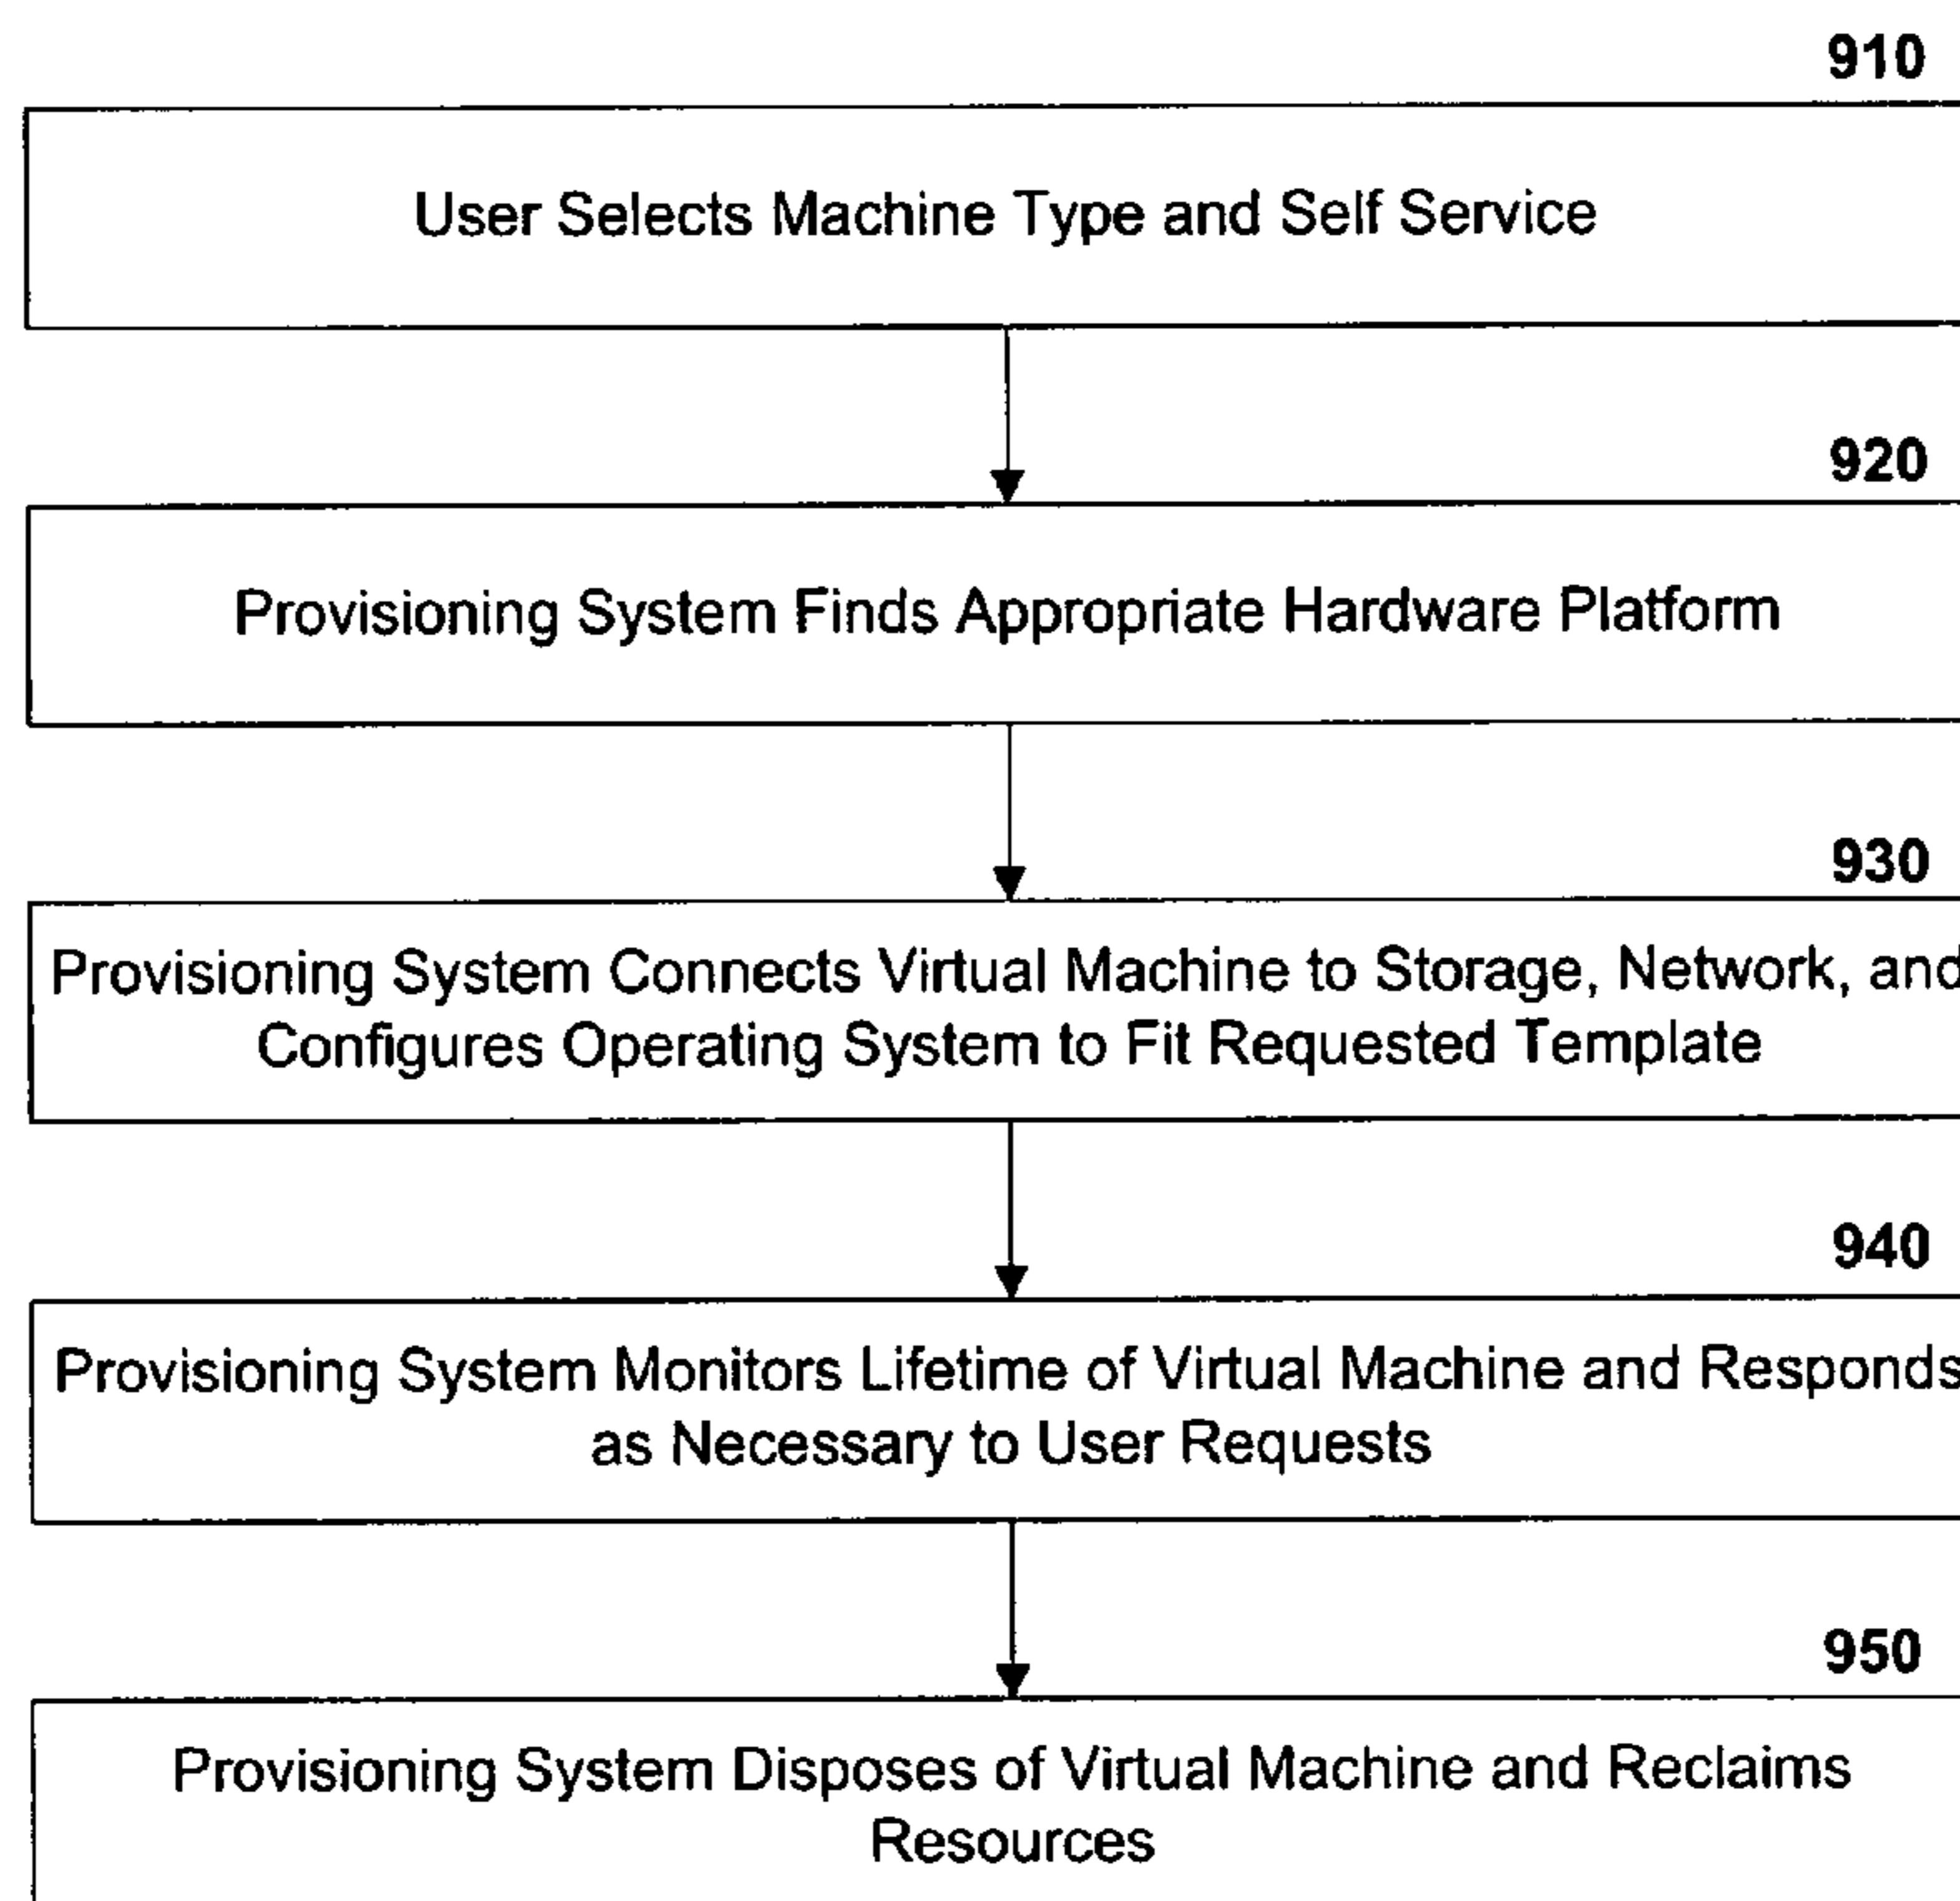 910
User Selects Machine Type and Self Service
920
Provisioning System Finds Appropriate Hardware Platform
930
Provisioning System Connects Virtual Machine to Storage, Network, and
Configures Operating System to Fit Requested Template
940
Provisioning System Monitors Lifetime of Virtual Machine and Responds
as Necessary to User Requests
950
Provisioning System Disposes of Virtual Machine and Reclaims
Resources